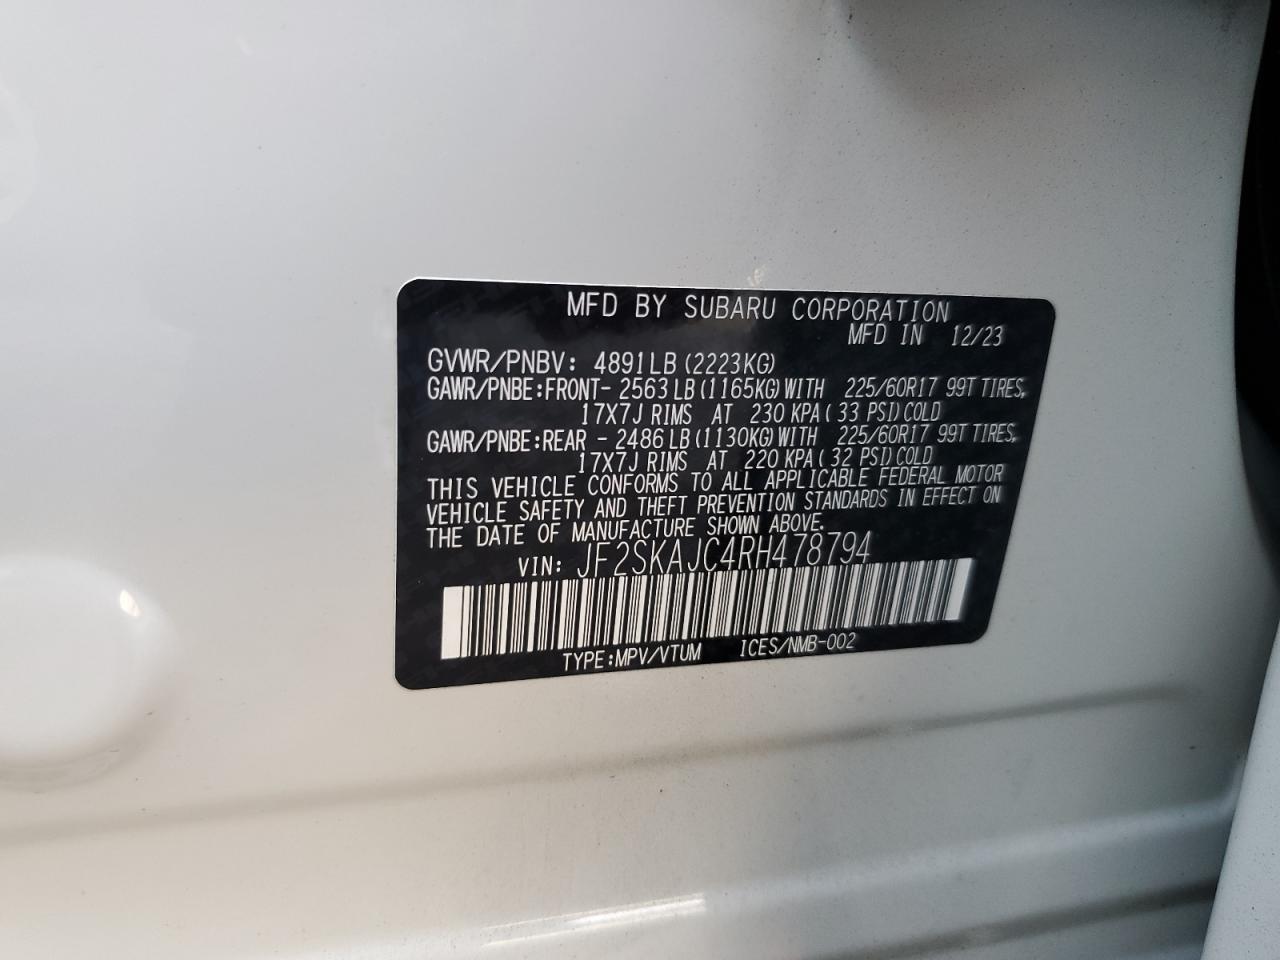 MFD BY SUBARU CORPORATION
MFD IN 12/23
GVWR/PNBV: 4891LB(2223KG)
GAWR/PNBE:FRONT- 2563LB(1165KG)WITH 225/60R17 99T TIRES,
17X7J RIMS AT 230 KPA(33 PSI)COLD
GAWR/PNBE:REAR - 2486LB(1130KG)WITH 225/60R17 99T TIRES,
17X7J RIMS AT 220 KPA(32 PSI)COLD
THIS VEHICLE CONFORMS TO ALL APPLICABLE FEDERAL MOTOR
VEHICLE SAFETY AND THEFT PREVENTION STANDARDS IN EFFECT ON
THE DATE OF MANUFACTURE SHOWN ABOVE.
VIN: JF2SKAJC4RH478794
TYPE:MPV/VTUM ICES/NMB-002